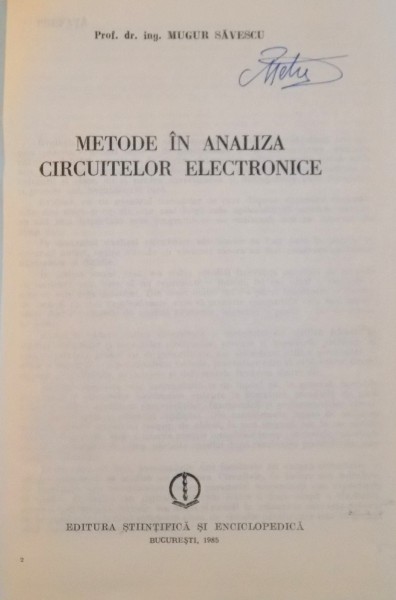 Prof. dr. ing. MUGUR SĂVESCU
METODE ÎN ANALIZA
CIRCUITELOR ELECTRONICE
EDITURA ȘTIINȚIFICĂ ȘI ENCICLOPEDICĂ
BUCUREȘTI, 1985